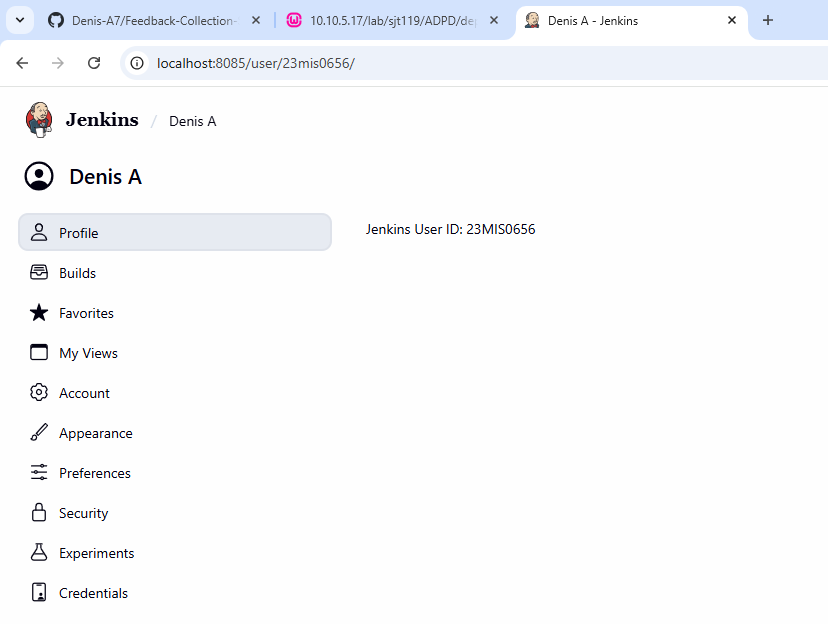 Denis-A7/Feedback-Collection-
10.10.5.17/lab/sjt119/ADPD/dep
Denis A - Jenkins
localhost:8085/user/23mis0656/
Jenkins / Denis A
Denis A
Profile
Jenkins User ID: 23MIS0656
Builds
Favorites
My Views
Account
Appearance
Preferences
Security
Experiments
Credentials